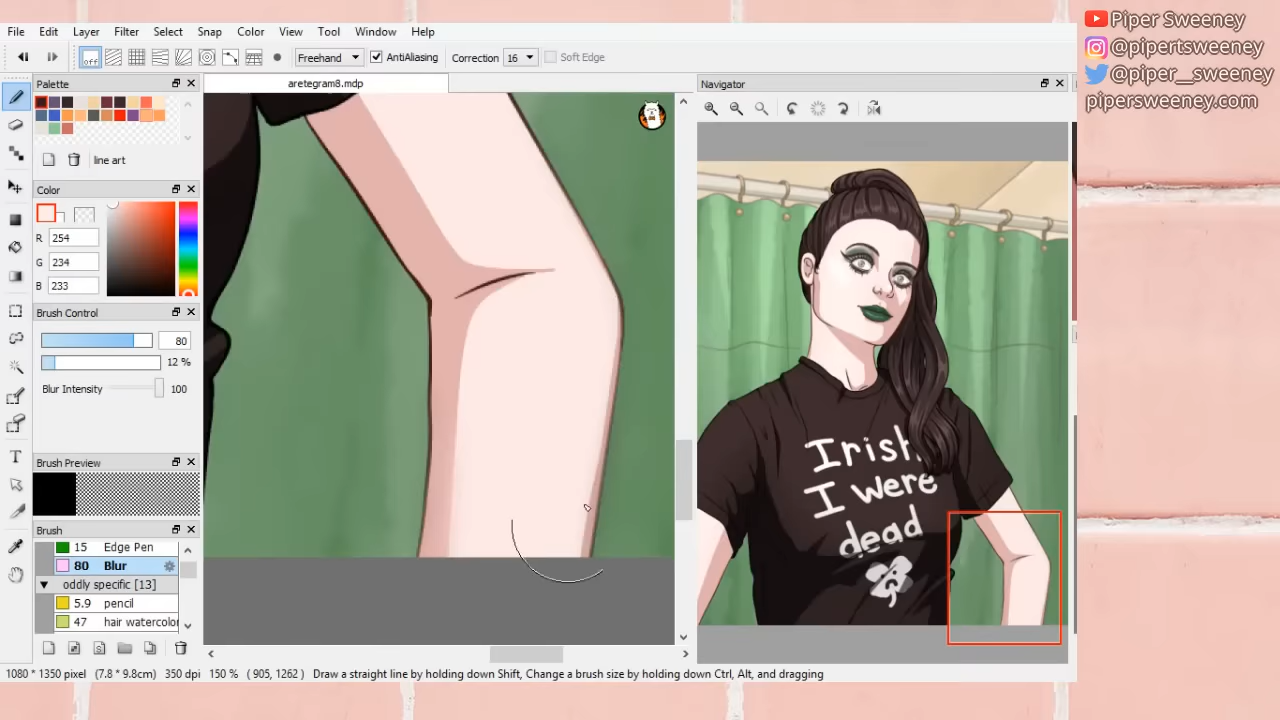 Piper Sweeney
@pipertsweeney
@piper__sweeney
pipersweeney.com
File Edit Layer Filter Select Snap Color View Tool Window Help
off Freehand AntiAliasing Correction 16 Soft Edge
Palette
aretegram8.mdp
Navigator
line art
Color
R 254
G 234
B 233
Brush Control
80
12 %
Blur Intensity 100
Brush Preview
Brush
15 Edge Pen
80 Blur
oddly specific [13]
5.9 pencil
47 hair watercolor
Irish
I were
dead
1080 * 1350 pixel (7.8 * 9.8cm) 350 dpi 150 % ( 905, 1262) Draw a straight line by holding down Shift, Change a brush size by holding down Ctrl, Alt, and dragging